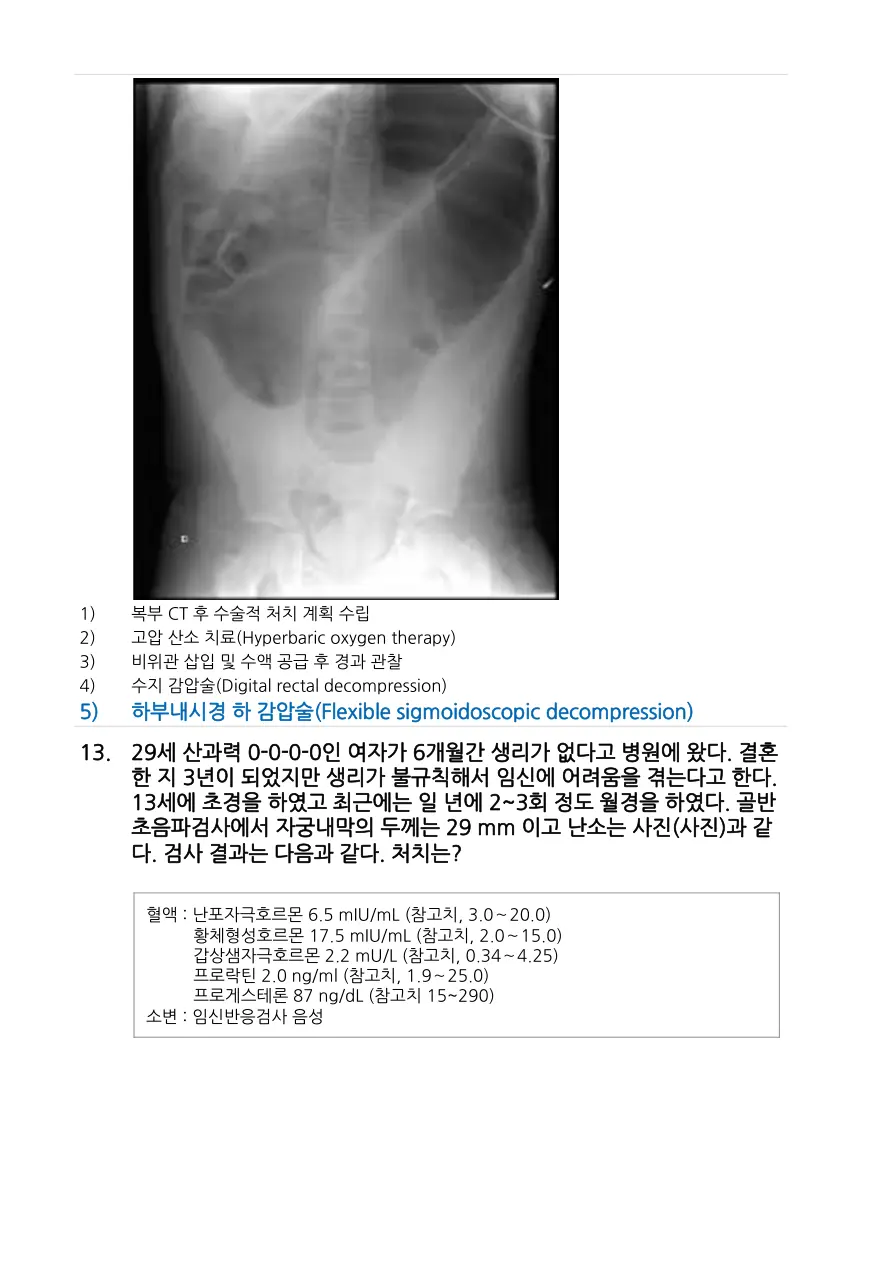 1) 복부 CT 후 수술적 처치 계획 수립
2) 고압 산소 치료(Hyperbaric oxygen therapy)
3) 비위관 삽입 및 수액 공급 후 경과 관찰
4) 수지 감압술(Digital rectal decompression)
5) 하부내시경 하 감압술(Flexible sigmoidoscopic decompression)
13. 29세 산과력 0-0-0-0인 여자가 6개월간 생리가 없다고 병원에 왔다. 결혼
한 지 3년이 되었지만 생리가 불규칙해서 임신에 어려움을 겪는다고 한다.
13세에 초경을 하였고 최근에는 일 년에 2~3회 정도 월경을 하였다. 골반
초음파검사에서 자궁내막의 두께는 29 mm 이고 난소는 사진(사진)과 같
다. 검사 결과는 다음과 같다. 처치는?
혈액 : 난포자극호르몬 6.5 mIU/mL (참고치, 3.0~20.0)
황체형성호르몬 17.5 mIU/mL (참고치, 2.0~15.0)
갑상샘자극호르몬 2.2 mU/L (참고치, 0.34~4.25)
프로락틴 2.0 ng/ml (참고치, 1.9~25.0)
프로게스테론 87 ng/dL (참고치 15~290)
소변 : 임신반응검사 음성